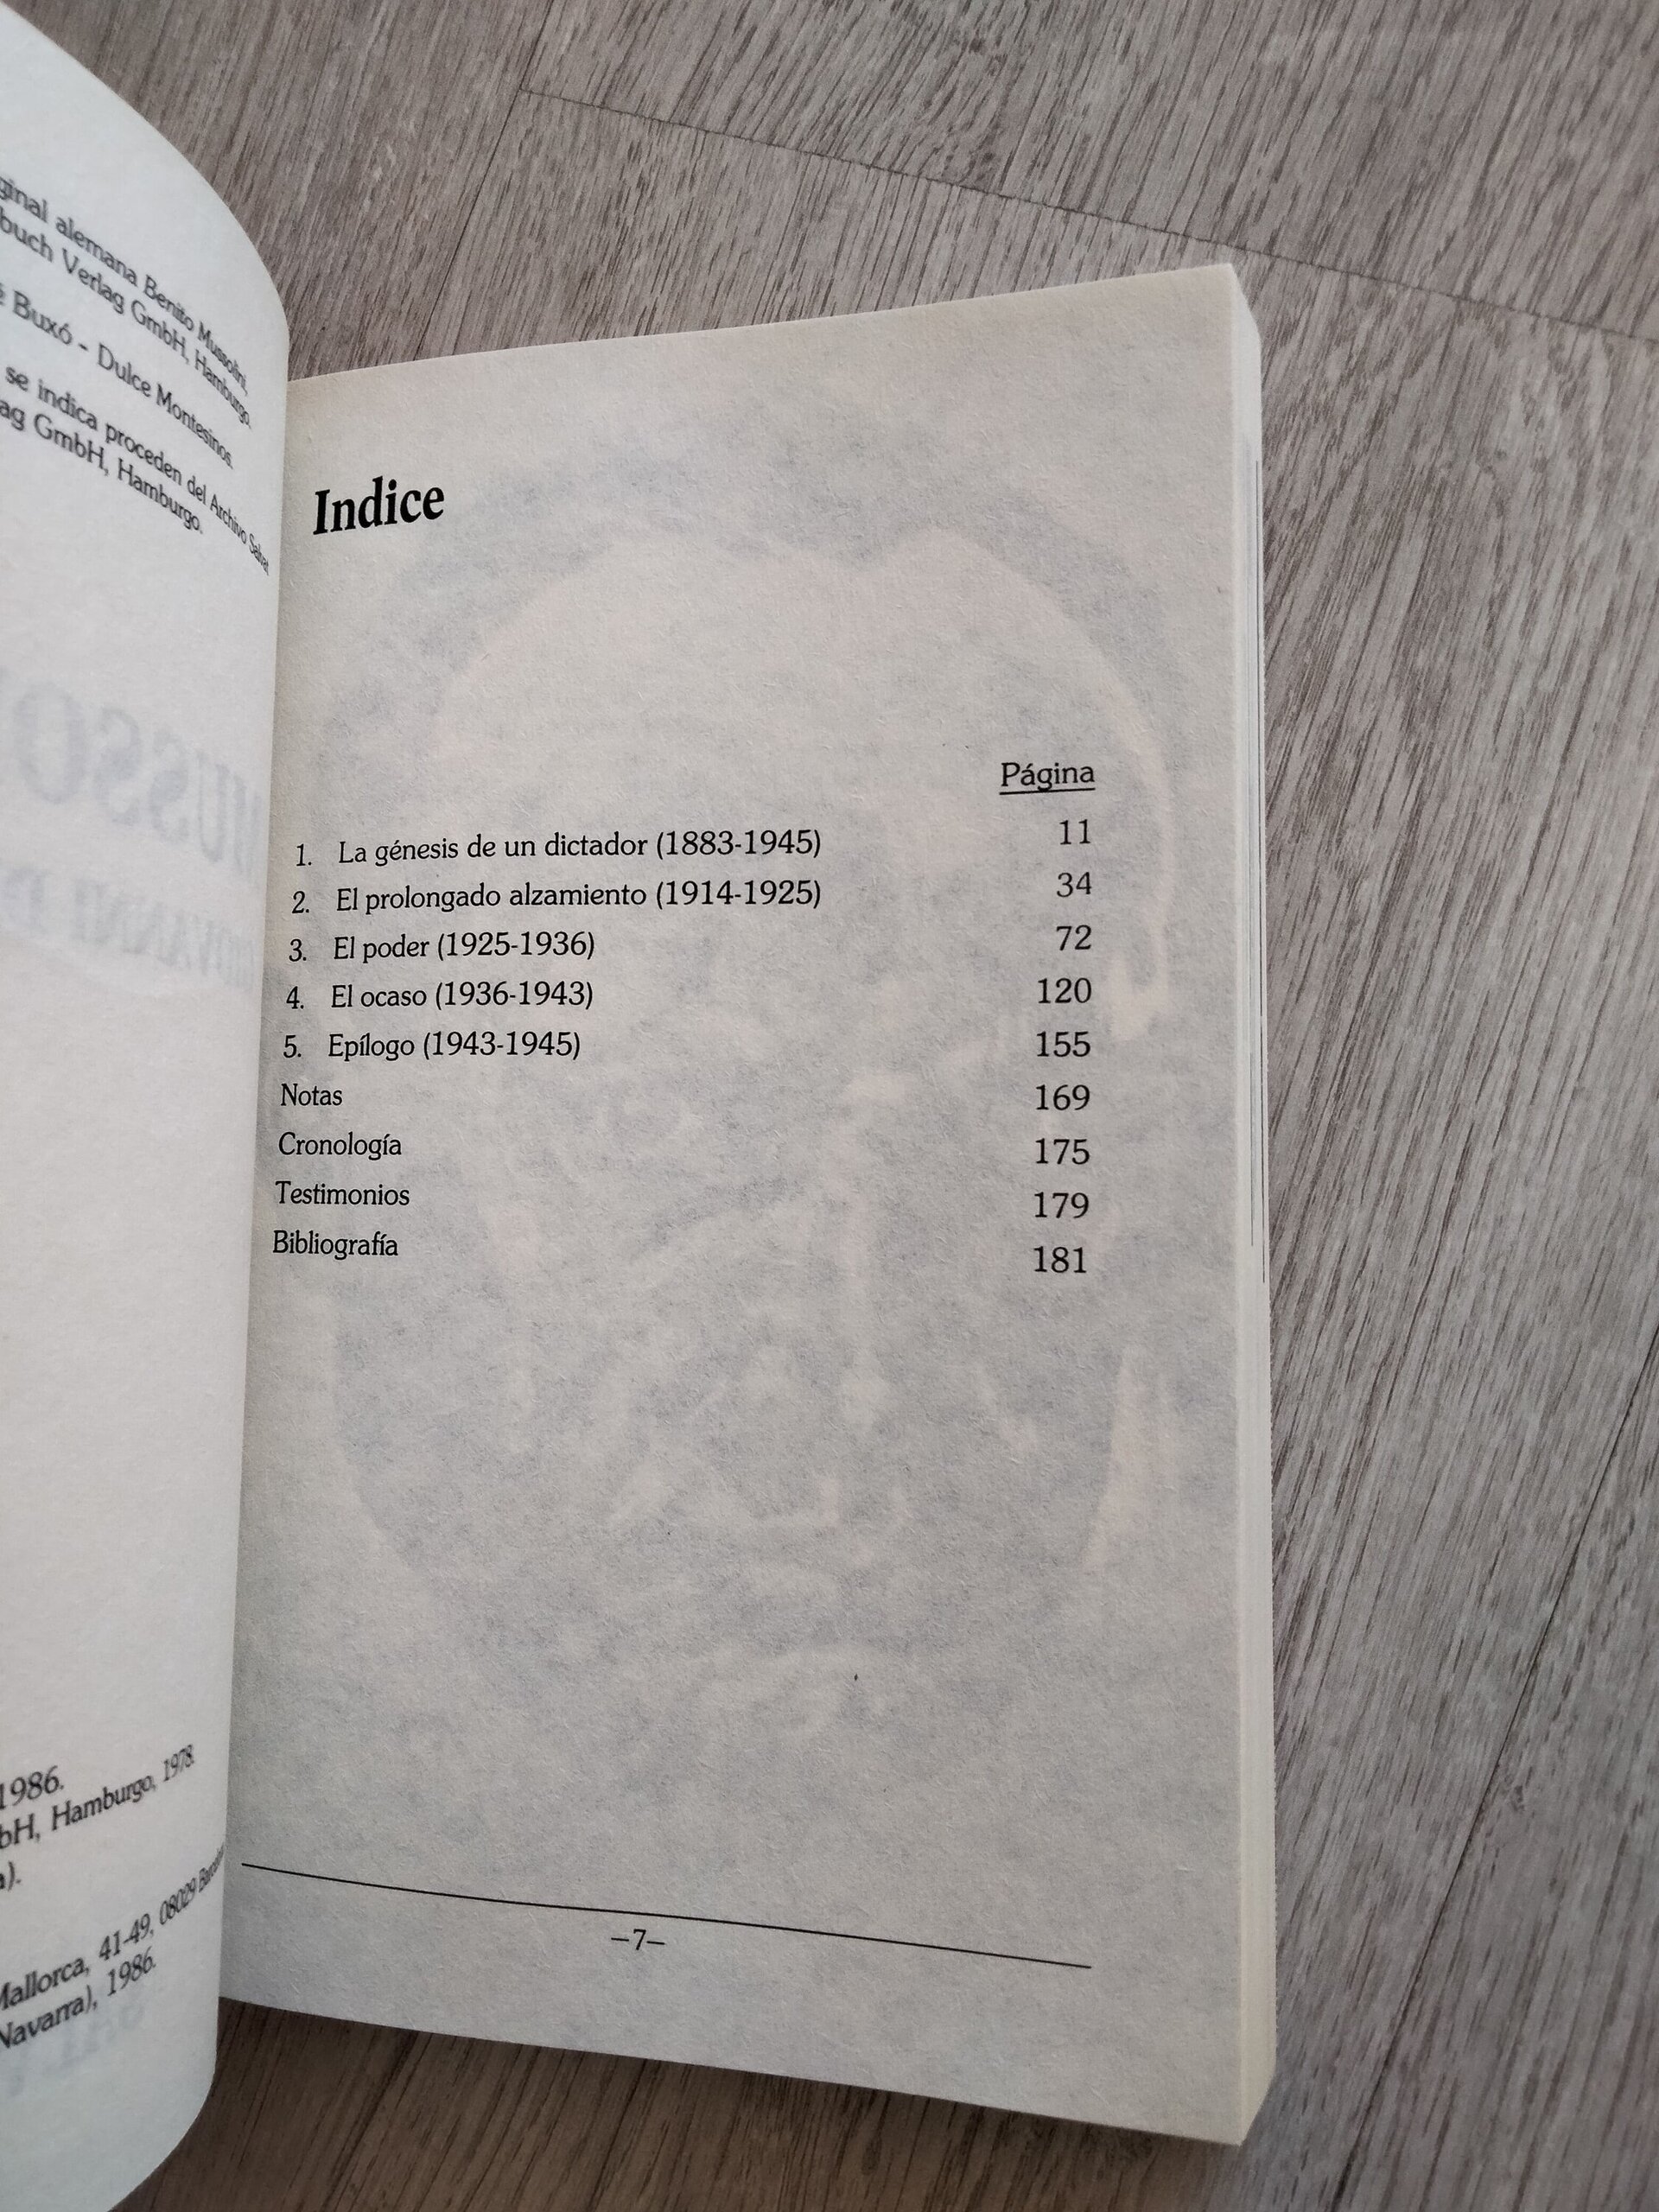 ginal alemana Benito Mussolini,
buch Verlag GmbH, Hamburgo.
Buxó - Dulce Montesinos.
se indica proceden del Archivo Salvat
ag GmbH, Hamburgo.
1986.
bH, Hamburgo, 1978.
a).
Mallorca, 41-49, 08029 Barcelona
Navarra), 1986.
Indice
Página
1. La génesis de un dictador (1883-1945) 11
2. El prolongado alzamiento (1914-1925) 34
3. El poder (1925-1936) 72
4. El ocaso (1936-1943) 120
5. Epílogo (1943-1945) 155
Notas 169
Cronología 175
Testimonios 179
Bibliografía 181
–7–